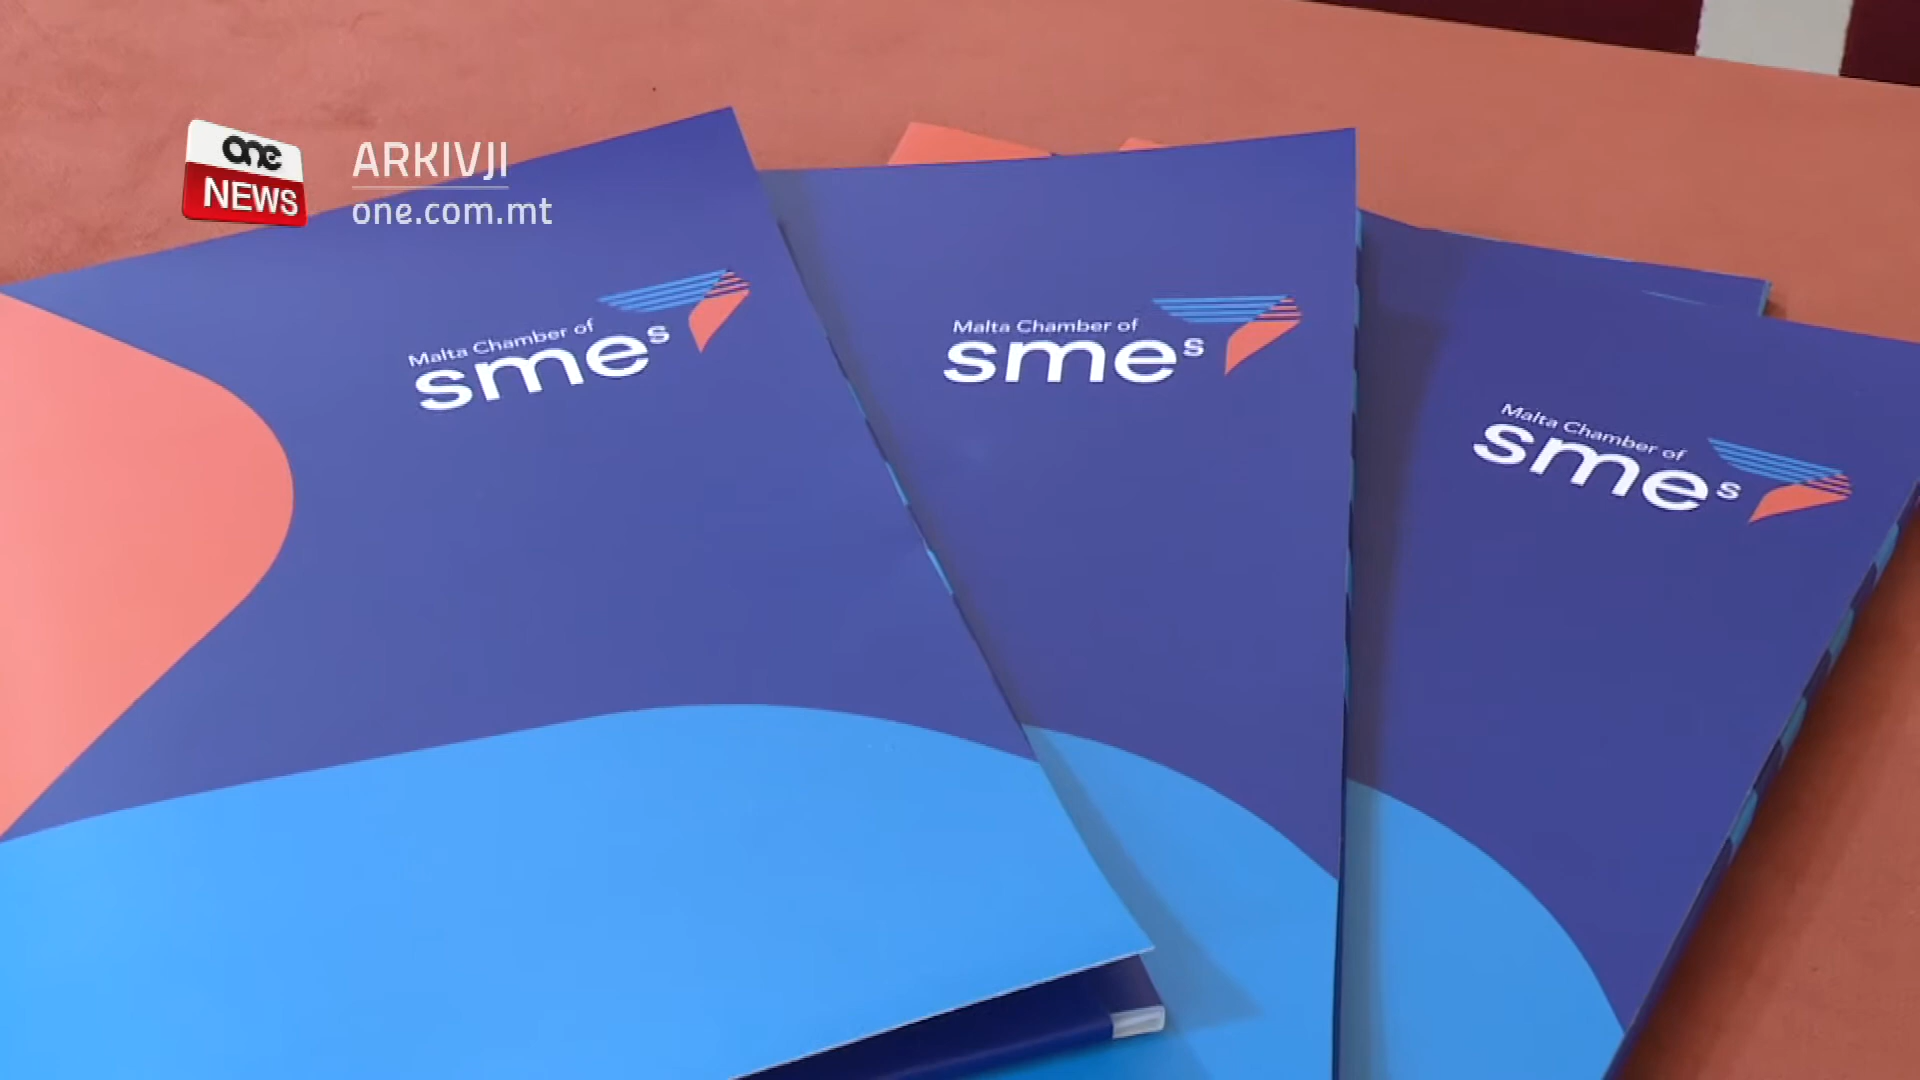 one
NEWS
ARKIVJI
one.com.mt
Malta Chamber of
smes
Malta Chamber of
smes
Malta Chamber of
smes